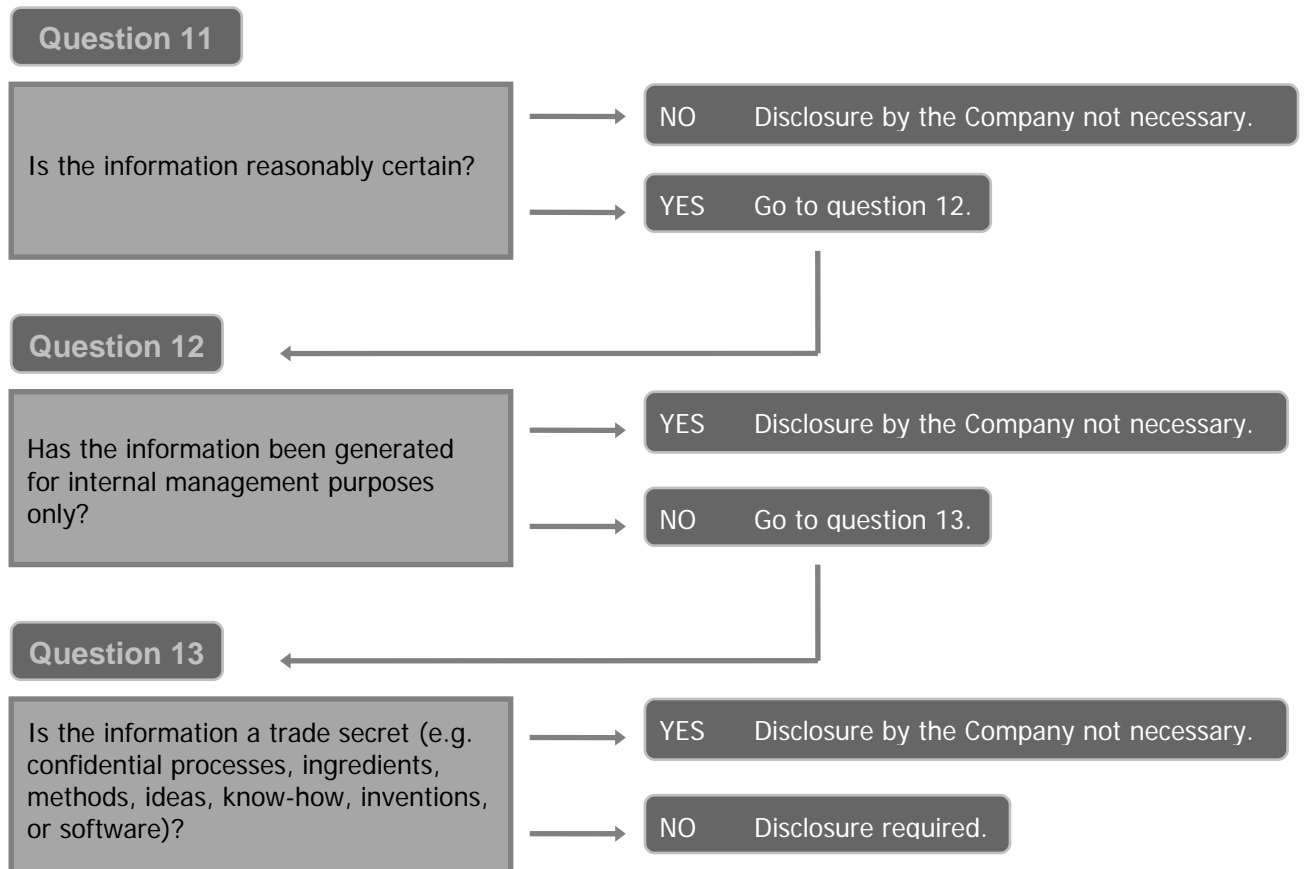 Question 11
Is the information reasonably certain?
NO Disclosure by the Company not necessary.
YES Go to question 12.
Question 12
Has the information been generated
for internal management purposes
only?
YES Disclosure by the Company not necessary.
NO Go to question 13.
Question 13
Is the information a trade secret (e.g.
confidential processes, ingredients,
methods, ideas, know-how, inventions,
or software)?
YES Disclosure by the Company not necessary.
NO Disclosure required.